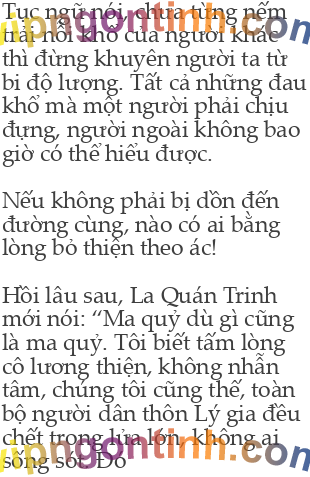 Tục ngữ nói, chưa từng nếm
trải nỗi khổ của người khác
thì đừng khuyên người ta từ
bi độ lượng. Tất cả những đau
khổ mà một người phải chịu
đựng, người ngoài không bao
giờ có thể hiểu được.
Nếu không phải bị dồn đến
đường cùng, nào có ai bằng
lòng bỏ thiện theo ác!
Hồi lâu sau, La Quán Trinh
mới nói: “Ma quỷ dù gì cũng
là ma quỷ. Tôi biết tấm lòng
cô lương thiện, không nhẫn
tâm, chúng tôi cũng thế, toàn
bộ người dân thôn Lý gia đều
chết trong lửa lớn, không ai
sống sót. Đó
vipngontinh.com
vipngontinh.com